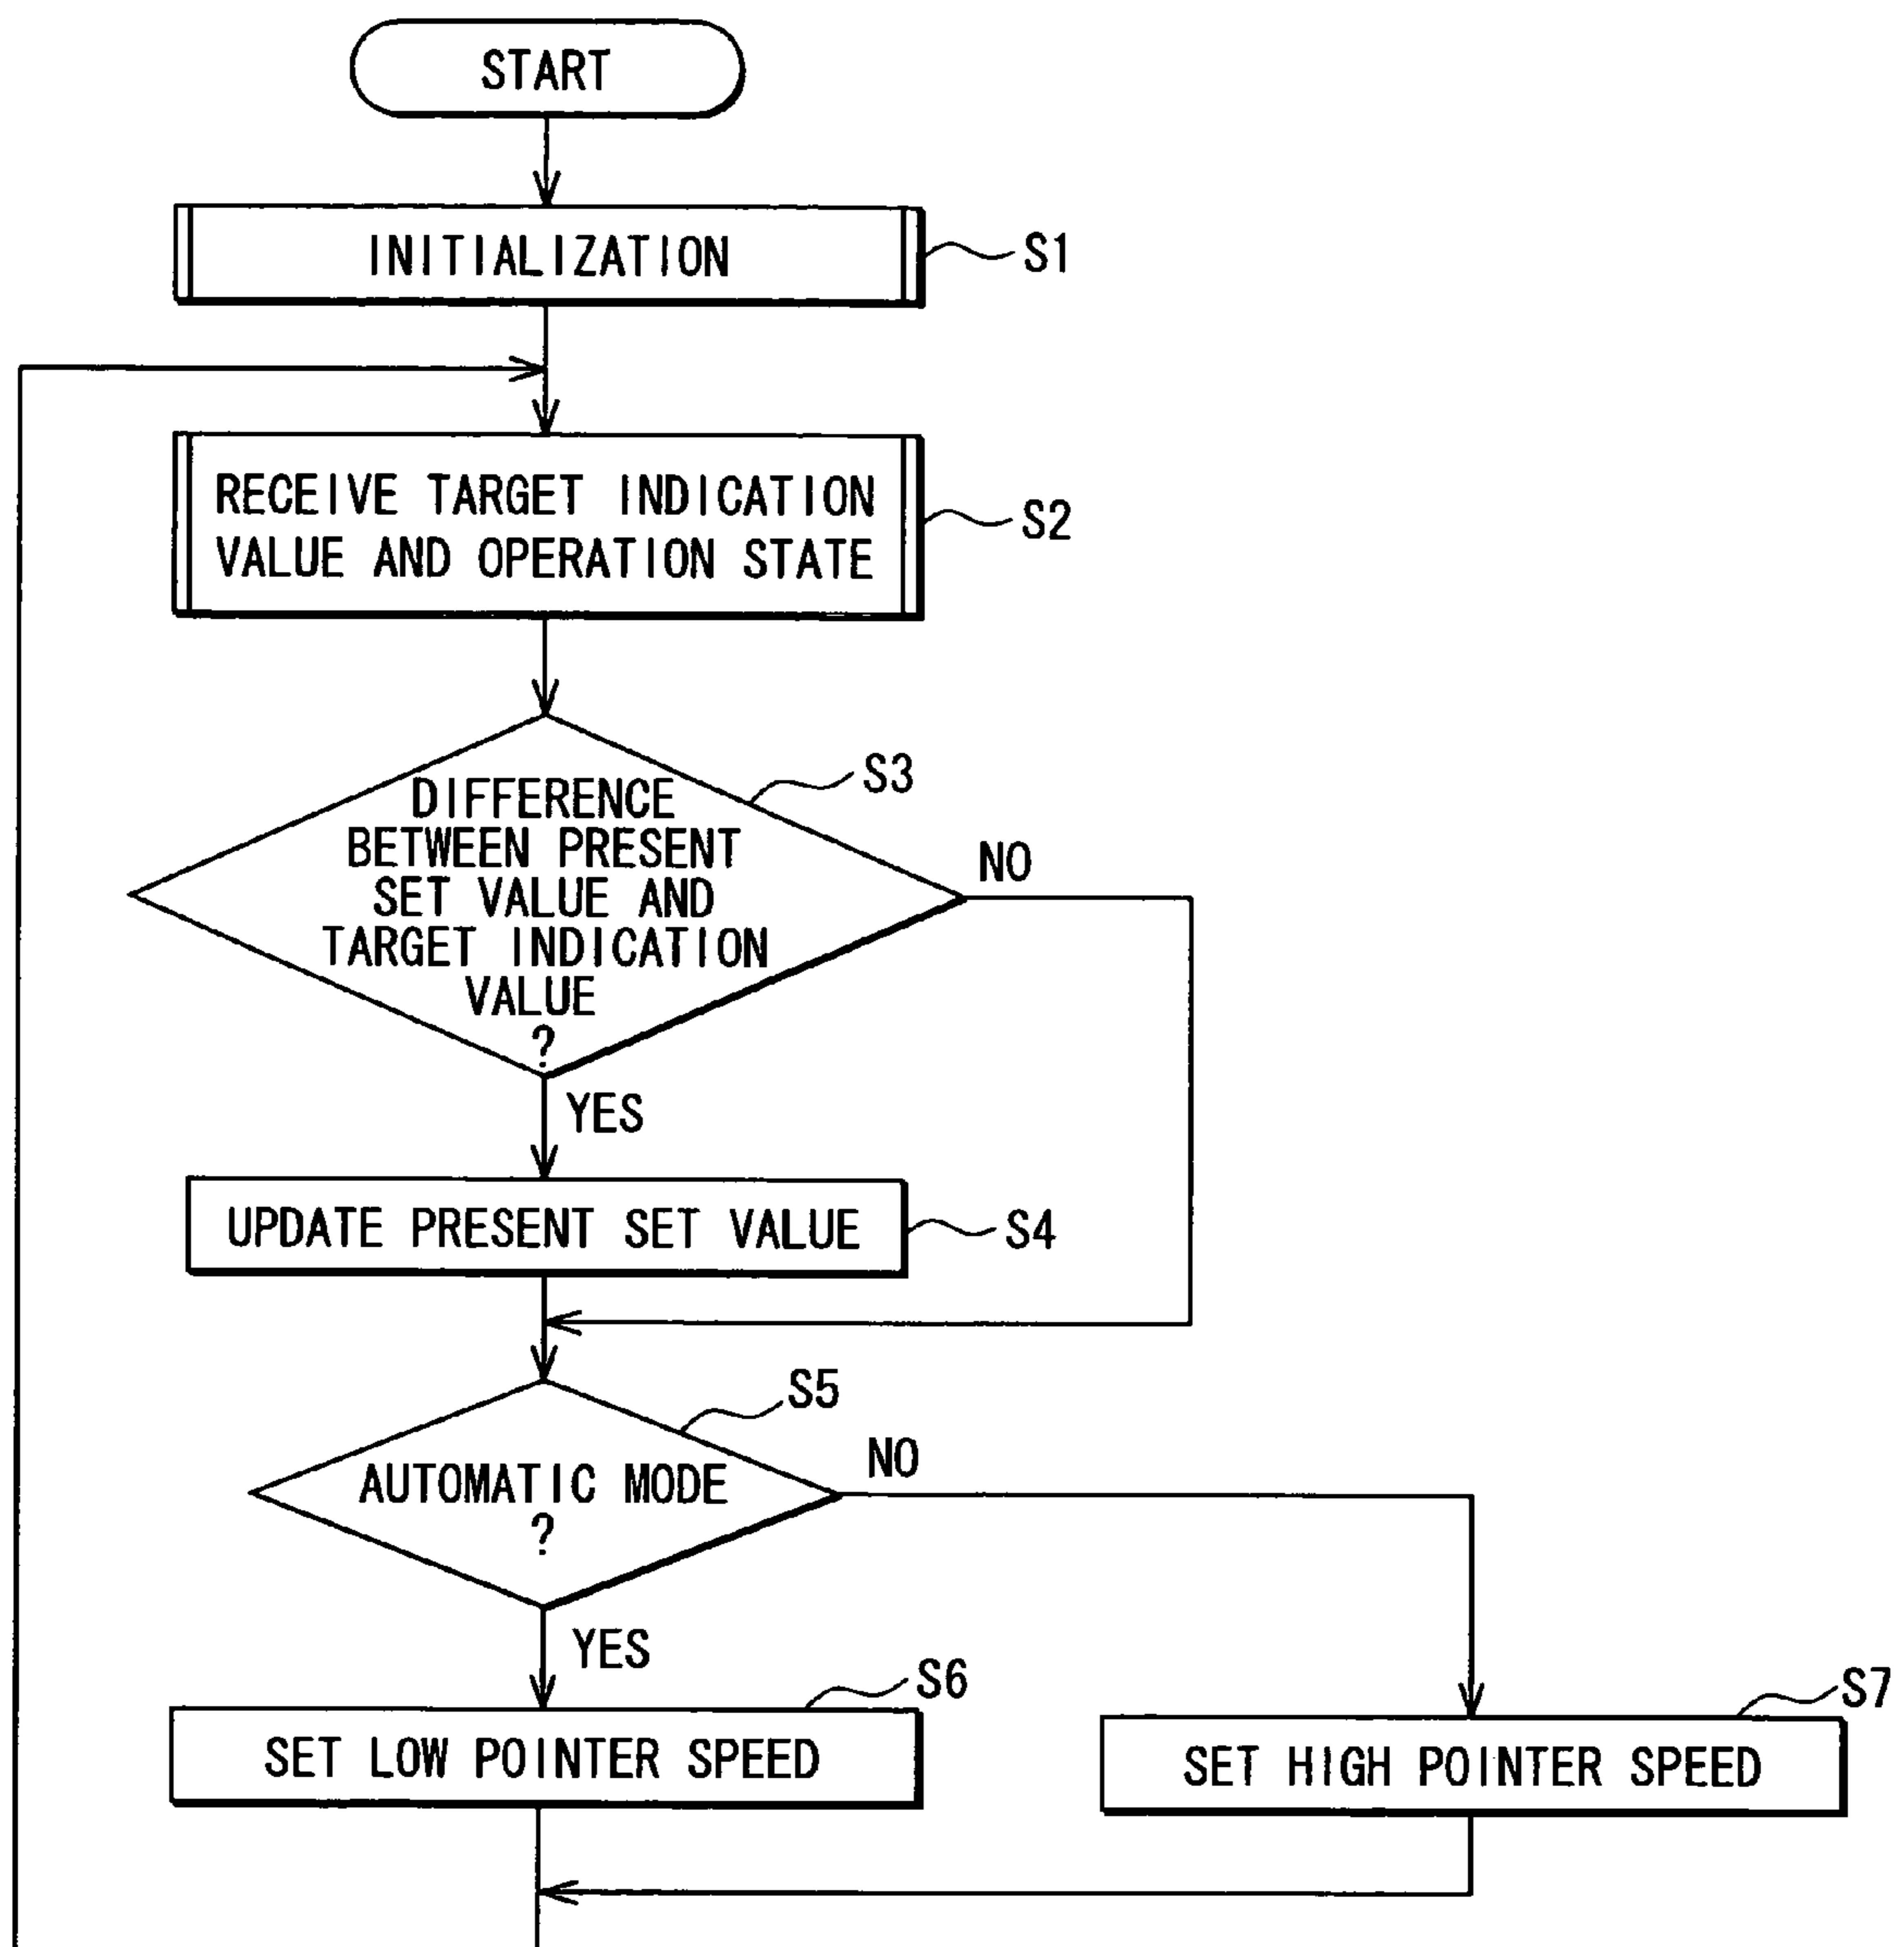 START
INITIALIZATION
S1
RECEIVE TARGET INDICATION
VALUE AND OPERATION STATE
S2
S3
DIFFERENCE
BETWEEN PRESENT
SET VALUE AND
TARGET INDICATION
VALUE
?
NO
YES
UPDATE PRESENT SET VALUE
S4
S5
AUTOMATIC MODE
?
NO
YES
S6
SET LOW POINTER SPEED
S7
SET HIGH POINTER SPEED